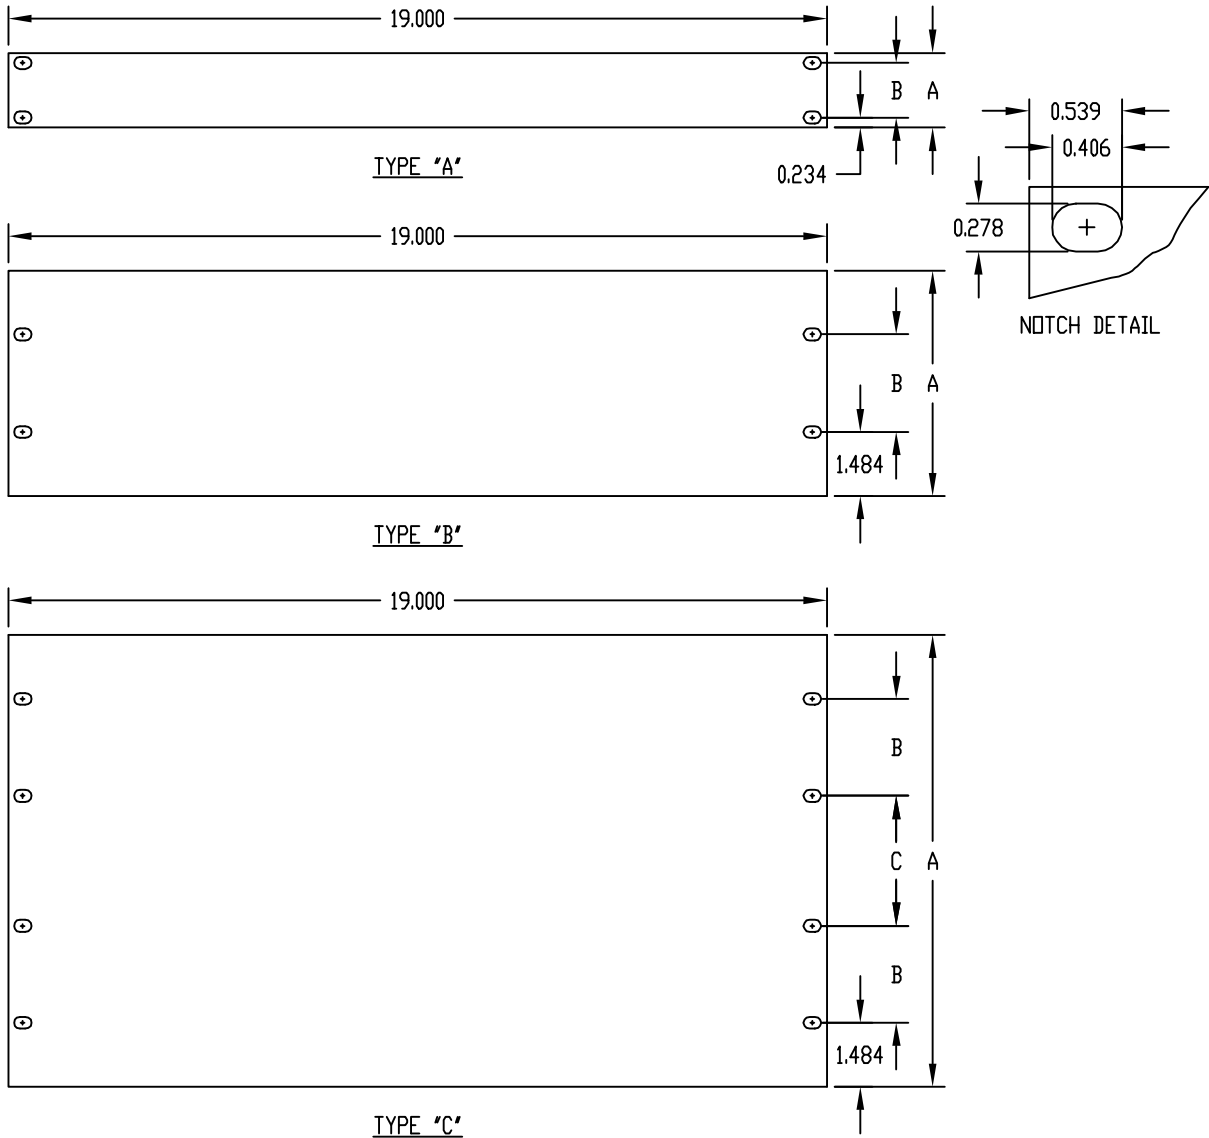 19.000
B A
0.234
TYPE "A"
0.539
0.406
0.278
NOTCH DETAIL
19.000
B A
1.484
TYPE "B"
19.000
B
C A
B
1.484
TYPE "C"